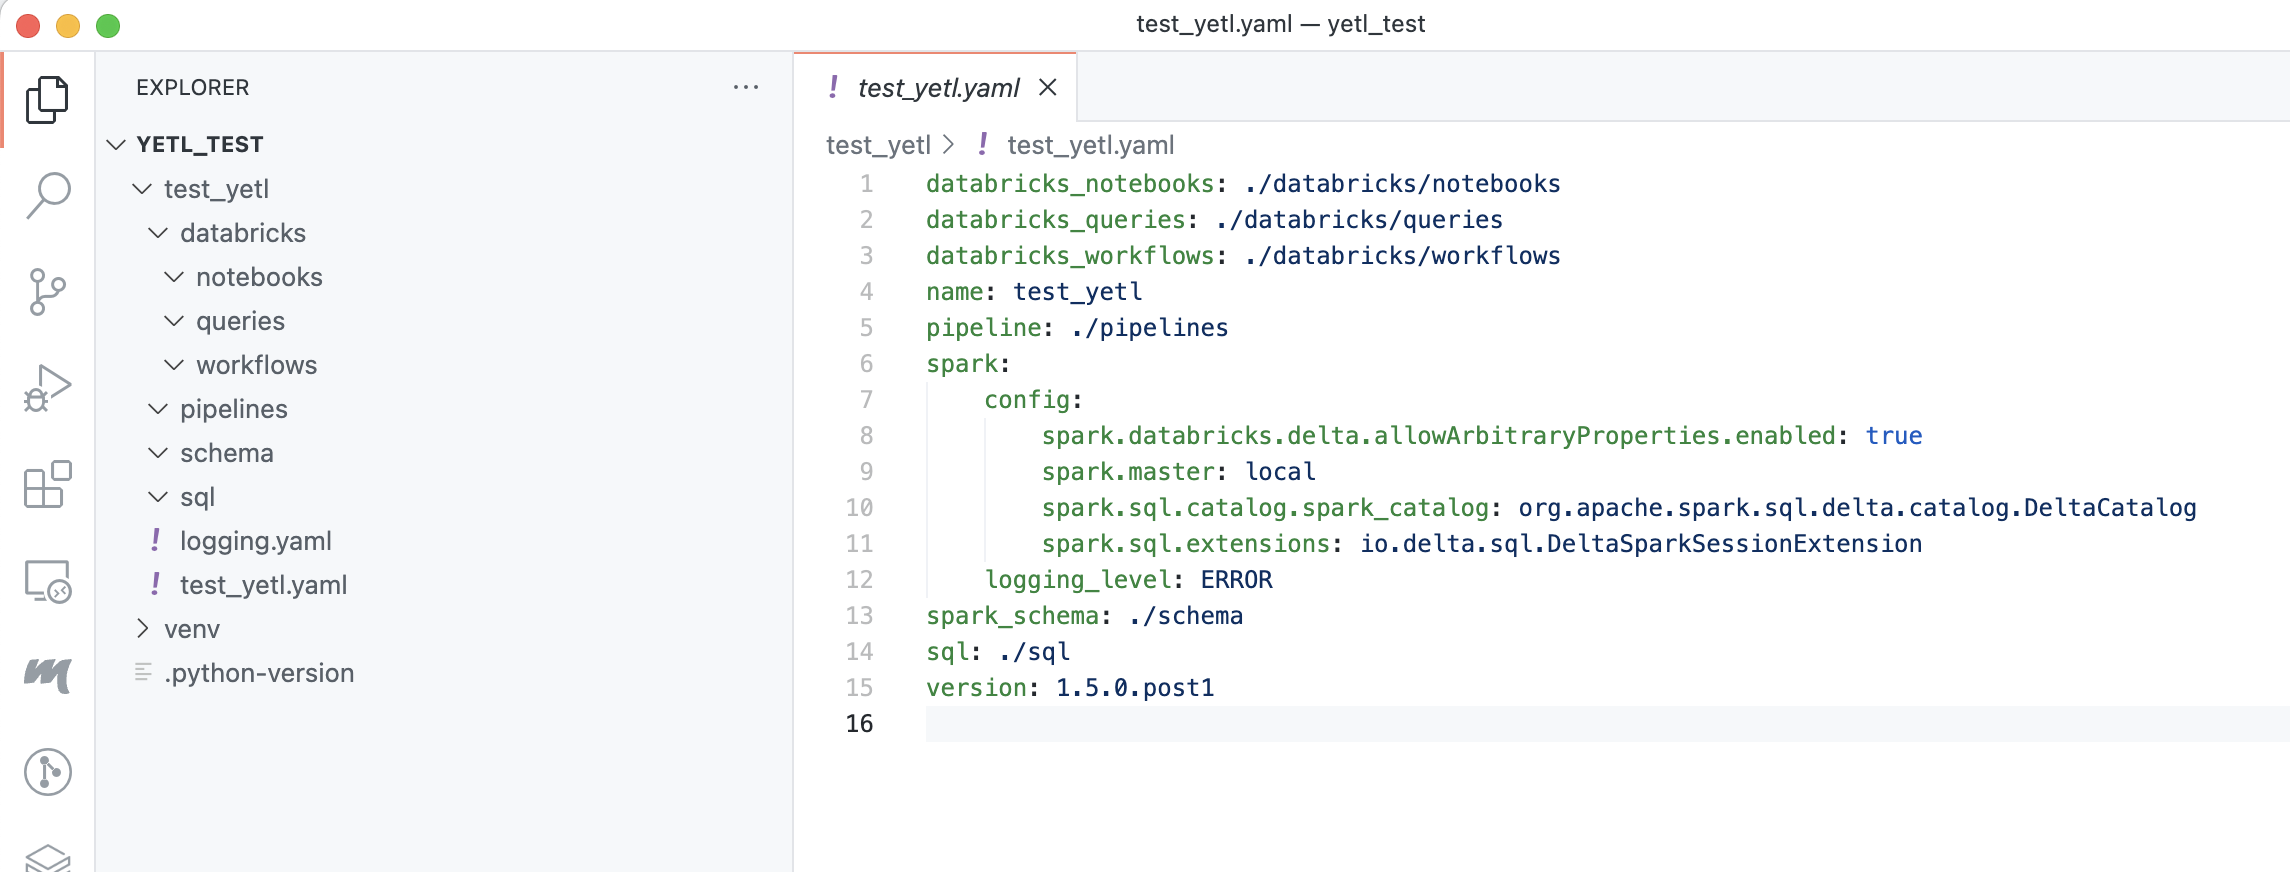 test_yetl.yaml — yetl_test
EXPLORER
YETL_TEST
test_yetl
databricks
notebooks
queries
workflows
pipelines
schema
sql
! logging.yaml
! test_yetl.yaml
venv
.python-version
! test_yetl.yaml
test_yetl > ! test_yetl.yaml
1 databricks_notebooks: ./databricks/notebooks
2 databricks_queries: ./databricks/queries
3 databricks_workflows: ./databricks/workflows
4 name: test_yetl
5 pipeline: ./pipelines
6 spark:
7     config:
8         spark.databricks.delta.allowArbitraryProperties.enabled: true
9         spark.master: local
10         spark.sql.catalog.spark_catalog: org.apache.spark.sql.delta.catalog.DeltaCatalog
11         spark.sql.extensions: io.delta.sql.DeltaSparkSessionExtension
12     logging_level: ERROR
13 spark_schema: ./schema
14 sql: ./sql
15 version: 1.5.0.post1
16